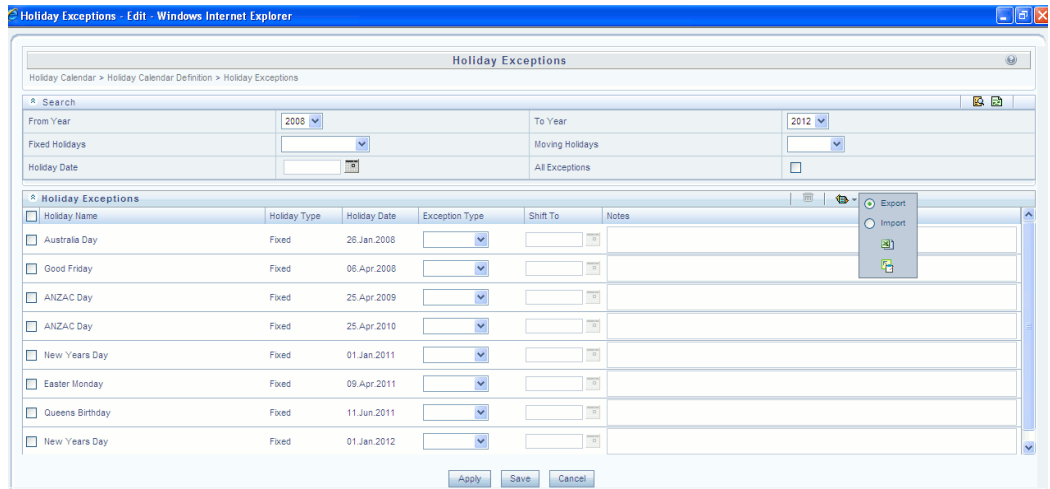 Holiday Exceptions - Edit - Windows Internet Explorer
Holiday Exceptions
Holiday Calendar > Holiday Calendar Definition > Holiday Exceptions
Search
From Year 2008 To Year 2012
Fixed Holidays Moving Holidays
Holiday Date All Exceptions
Holiday Exceptions
Export
Import
Holiday Name Holiday Type Holiday Date Exception Type Shift To Notes
Australia Day Fixed 26.Jan.2008
Good Friday Fixed 06.Apr.2008
ANZAC Day Fixed 25.Apr.2009
ANZAC Day Fixed 25.Apr.2010
New Years Day Fixed 01.Jan.2011
Easter Monday Fixed 09.Apr.2011
Queens Birthday Fixed 11.Jun.2011
New Years Day Fixed 01.Jan.2012
Apply Save Cancel